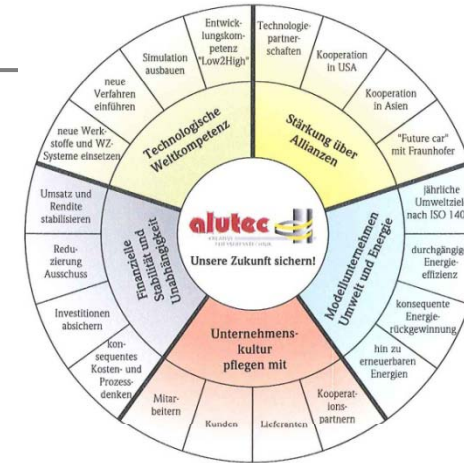 Technologische
Weltkompetenz
neue Werk-
stoffe und WZ-
Systeme einsetzen
neue
Verfahren
einführen
Simulation
ausbauen
Entwick-
lungskom-
petenz
"Low2High"
Stärkung über
Allianzen
Technologie-
partner-
schaften
Kooperation
in USA
Kooperation
in Asien
"Future car"
mit Fraunhofer
Modellunternehmen
Umwelt und Energie
jährliche
Umweltziel
nach ISO 140
durchgängige
Energie-
effizienz
konsequente
Energie-
rückgewinnung
hin zu
erneuerbaren
Energien
Unternehmens-
kultur
pflegen mit
Kooperat-
ions-
partnern
Lieferanten
Kunden
Mitar-
beitern
Finanzielle
Stabilität und
Unabhängigkeit
kon-
sequentes
Kosten- und
Prozess-
denken
Investitionen
absichern
Redu-
zierung
Ausschuss
Umsatz und
Rendite
stabilisieren
alutec
Unsere Zukunft sichern!